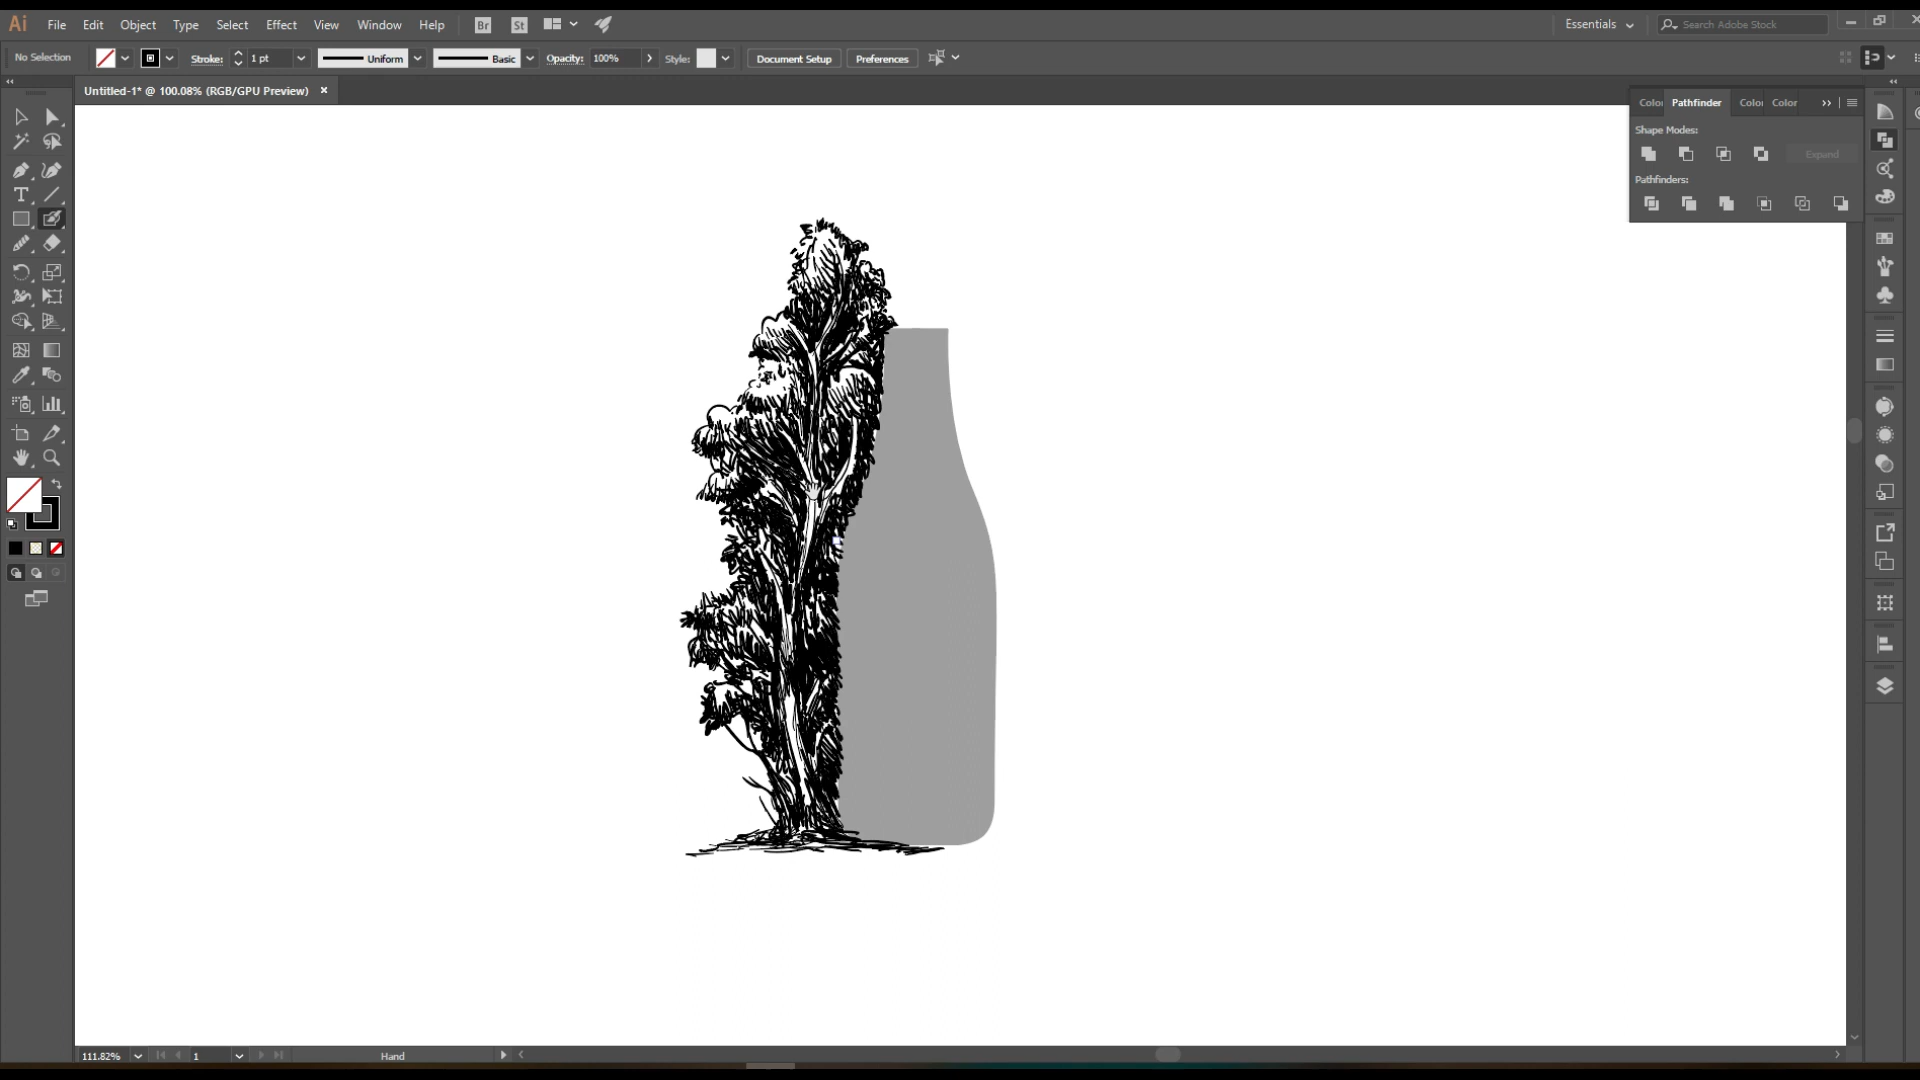 Ai File Edit Object Type Select Effect View Window Help Br St Essentials Search Adobe Stock
No Selection Stroke: 1 pt Uniform Basic Opacity: 100% Style: Document Setup Preferences
Untitled-1* @ 100.08% (RGB/GPU Preview) ×
Color Pathfinder Color Color
Shape Modes:
Expand
Pathfinders:
111.82% 1 Hand